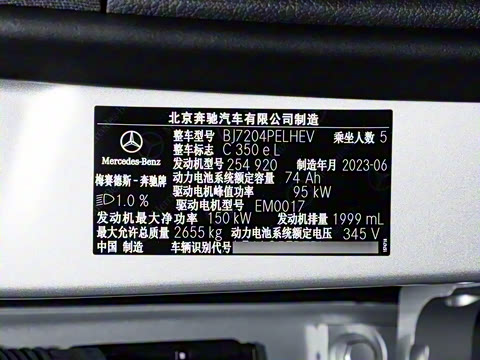 北京奔驰汽车有限公司制造
整车型号 BJ7204PELHEV 乘坐人数 5
整车标志 C 350 e L
发动机型号 254 920 制造年月 2023-06
Mercedes-Benz
梅赛德斯-奔驰牌 动力电池系统额定容量 74 Ah
驱动电机峰值功率 95 kW
1.0 % 驱动电机型号 EM0017
发动机最大净功率 150 kW 发动机排量 1999 mL
最大允许总质量 2655 kg 动力电池系统额定电压 345 V
中国 制造 车辆识别代号